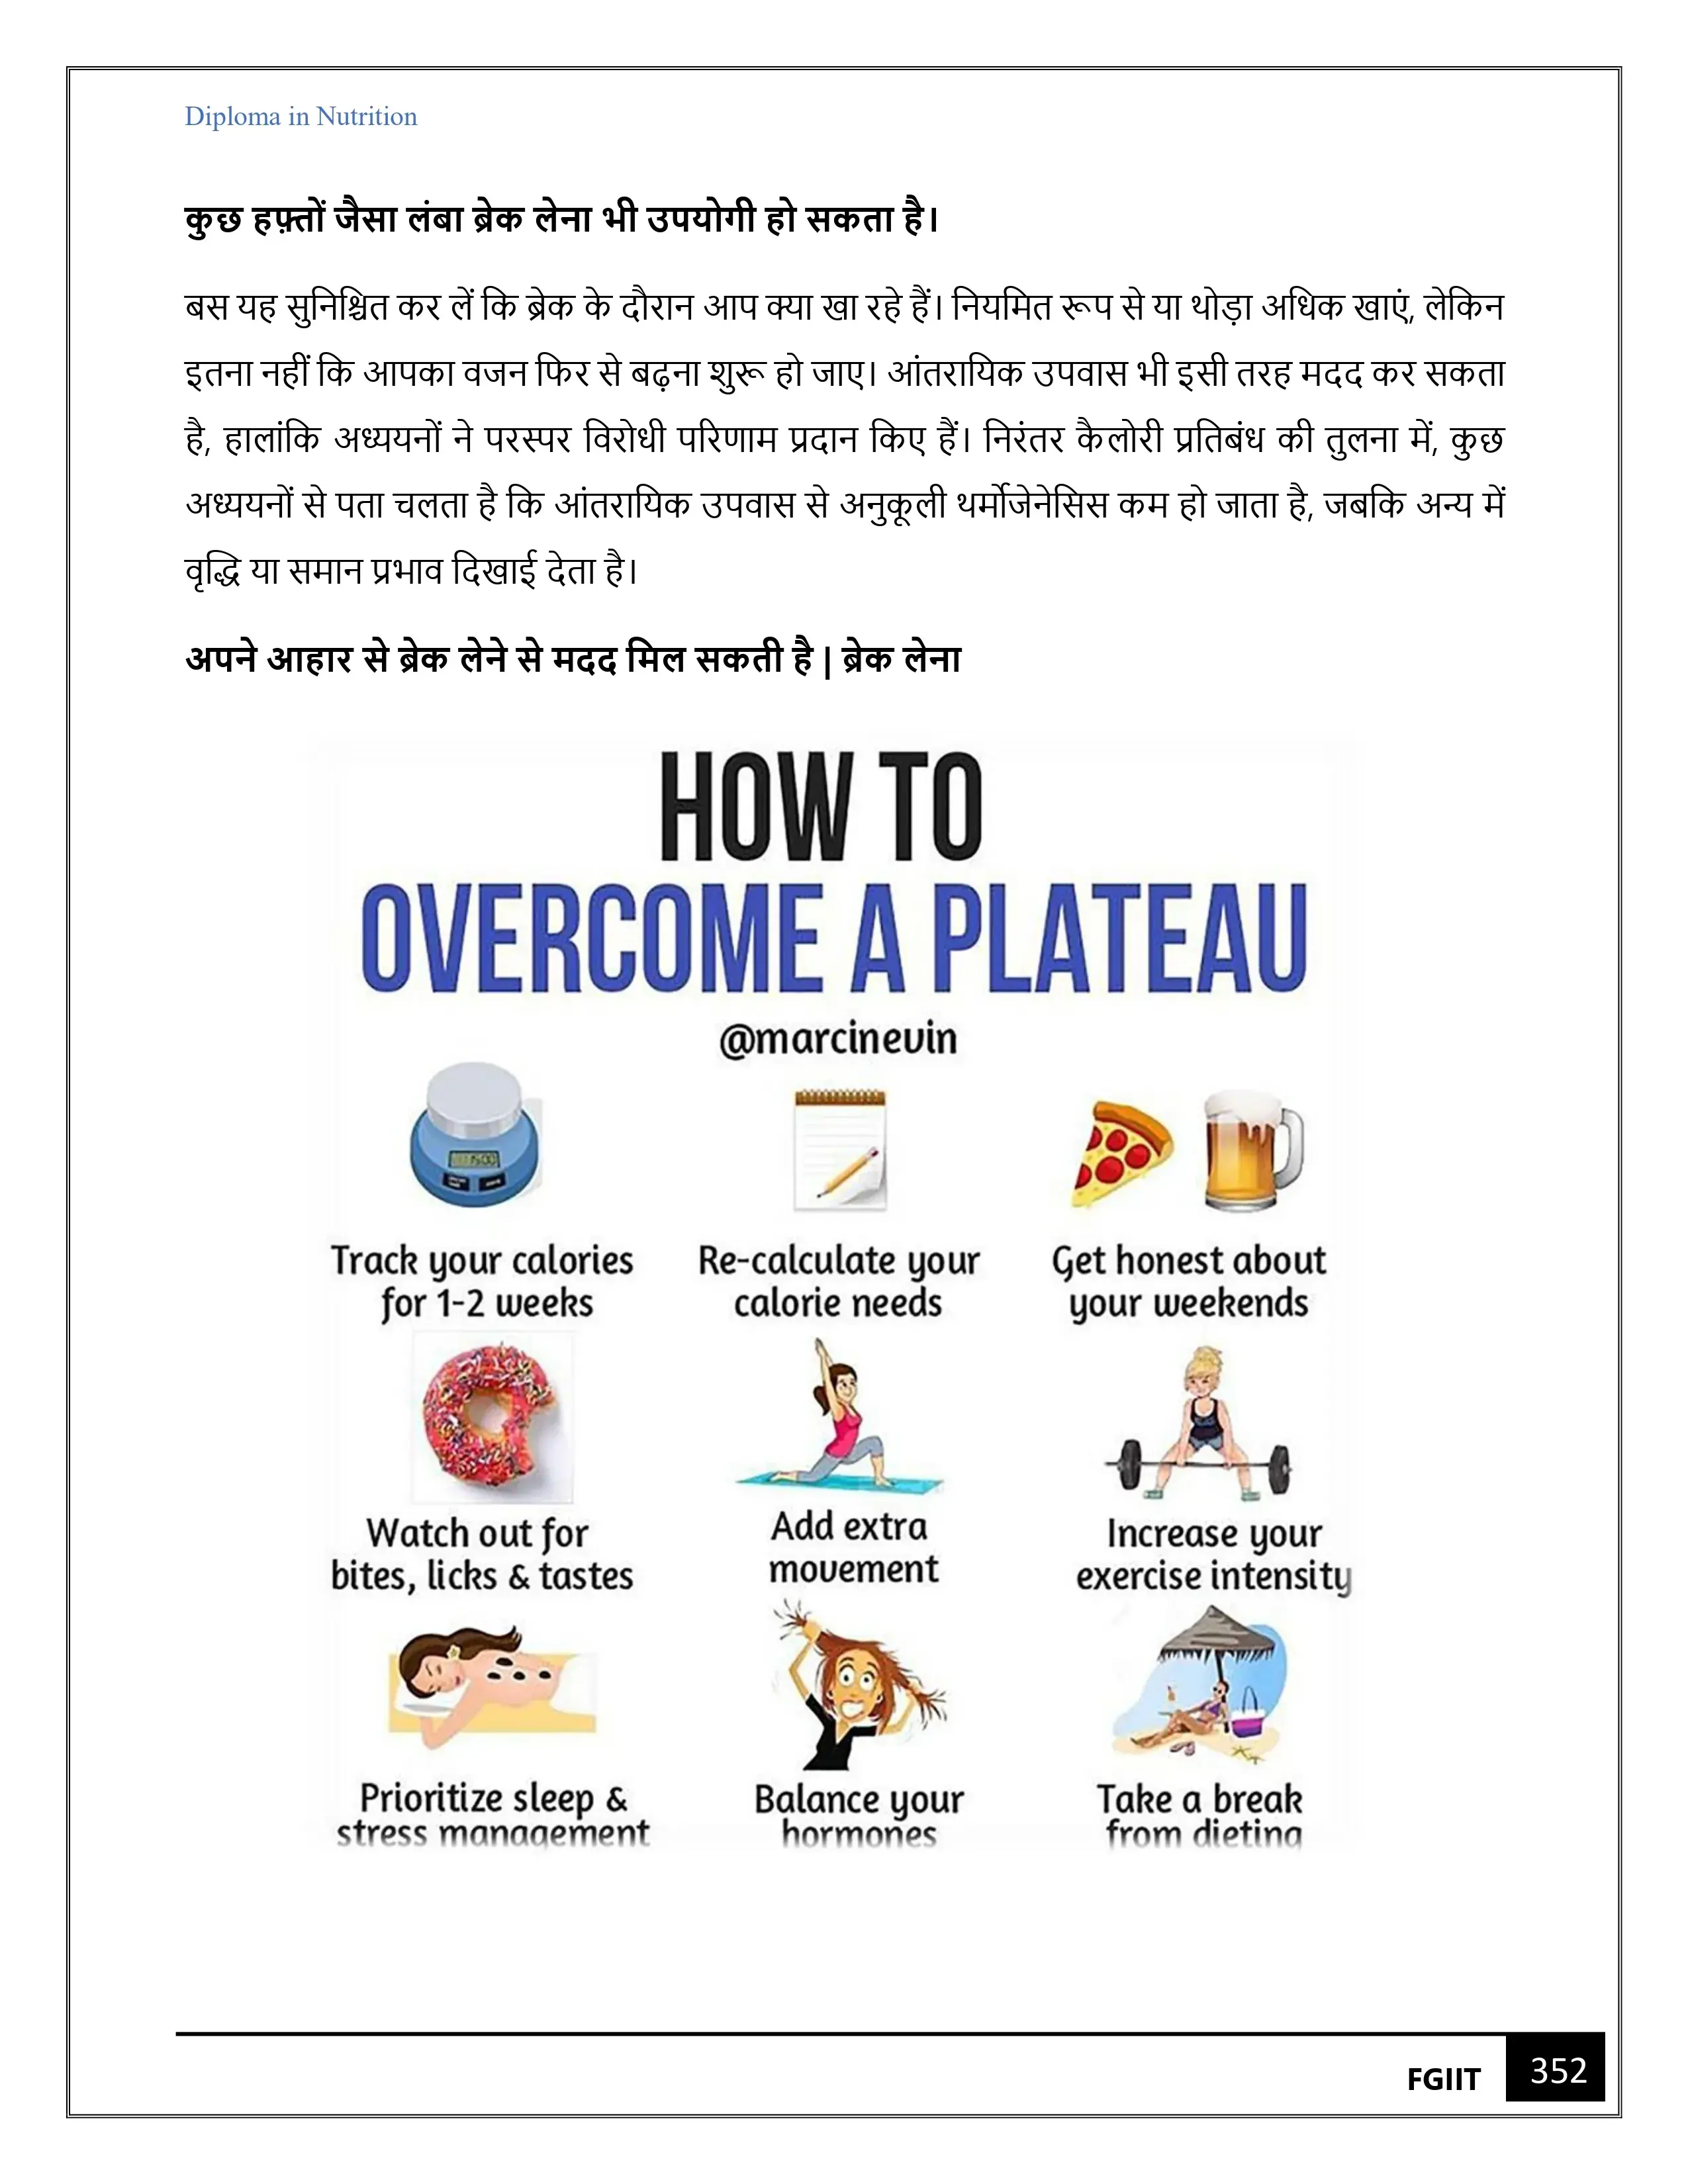 Diploma in Nutrition
कुछ हफ़्तों जैसा लंबा ब्रेक लेना भी उपयोगी हो सकता है।
बस यह सुनिश्चित कर लें कि ब्रेक के दौरान आप क्या खा रहे हैं। नियमित रूप से या थोड़ा अधिक खाएं, लेकिन
इतना नहीं कि आपका वजन फिर से बढ़ना शुरू हो जाए। आंतरायिक उपवास भी इसी तरह मदद कर सकता
है, हालांकि अध्ययनों ने परस्पर विरोधी परिणाम प्रदान किए हैं। निरंतर कैलोरी प्रतिबंध की तुलना में, कुछ
अध्ययनों से पता चलता है कि आंतरायिक उपवास से अनुकूली थर्मोजेनेसिस कम हो जाता है, जबकि अन्य में
वृद्धि या समान प्रभाव दिखाई देता है।
अपने आहार से ब्रेक लेने से मदद मिल सकती है | ब्रेक लेना
HOW TO
OVERCOME A PLATEAU
@marcinevin
Track your calories
for 1-2 weeks
Re-calculate your
calorie needs
Get honest about
your weekends
Watch out for
bites, licks & tastes
Add extra
movement
Increase your
exercise intensity
Prioritize sleep &
stress management
Balance your
hormones
Take a break
from dieting
FGIIT
352